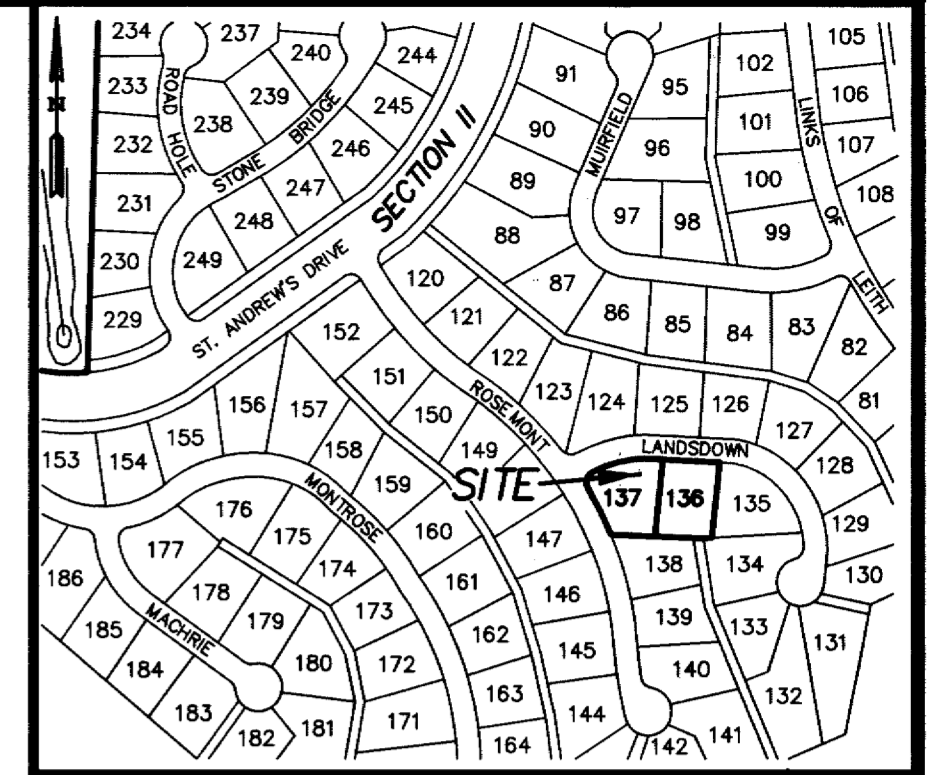 234 237 240 244 91 95 102 105
N
233 ROAD HOLE 238 239 STONE BRIDGE 245 SECTION II 90 MUIRFIELD 96 101 LINKS OF LEITH 106
232 246 89 100 107
231 247 97 98 108
248 88 99
230 249 ST. ANDREW'S DRIVE 120 87
229 152 121 86 85 84 83 82
151 122
156 157 150 ROSEMONT 123 124 125 126 81
155 158 149 LANDSDOWN 127
153 154 159 SITE 128
176 MONTROSE 137 136 135
177 175 160 147 129
186 178 174 161 146 138 134 130
185 MACHRIE 179 173 162 139 133 131
184 180 172 145 140
183 163 132
182 181 171 164 144 142 141